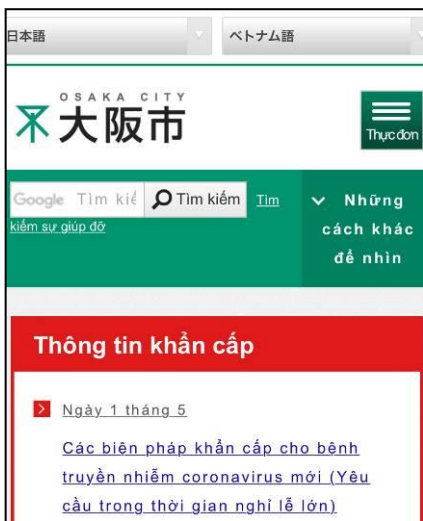 日本語 ベトナム語
OSAKA CITY
大阪市
Thực đơn
Google Tìm kiế Tìm kiếm Tìm
kiếm sự giúp đỡ
Những
cách khác
để nhìn
Thông tin khẩn cấp
Ngày 1 tháng 5
Các biện pháp khẩn cấp cho bệnh
truyền nhiễm coronavirus mới (Yêu
cầu trong thời gian nghỉ lễ lớn)